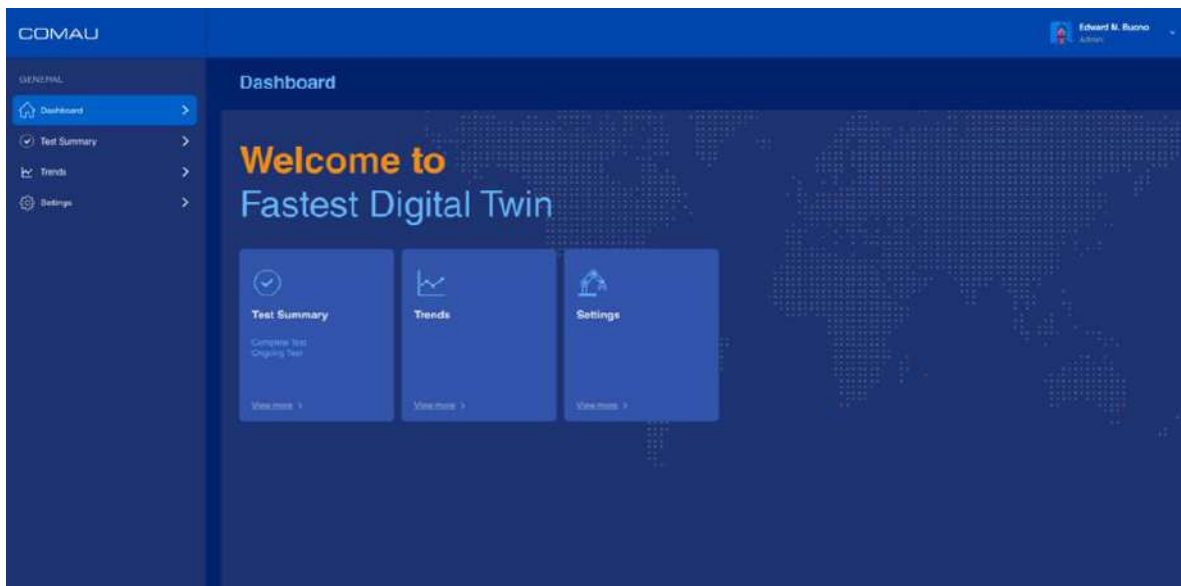 COMAU
Edward N. Buono
Admin
GENERAL
Dashboard
Test Summary
Trends
Settings
Dashboard
Welcome to
Fastest Digital Twin
Test Summary
Complete Test
Ongoing Test
View more
Trends
View more
Settings
View more